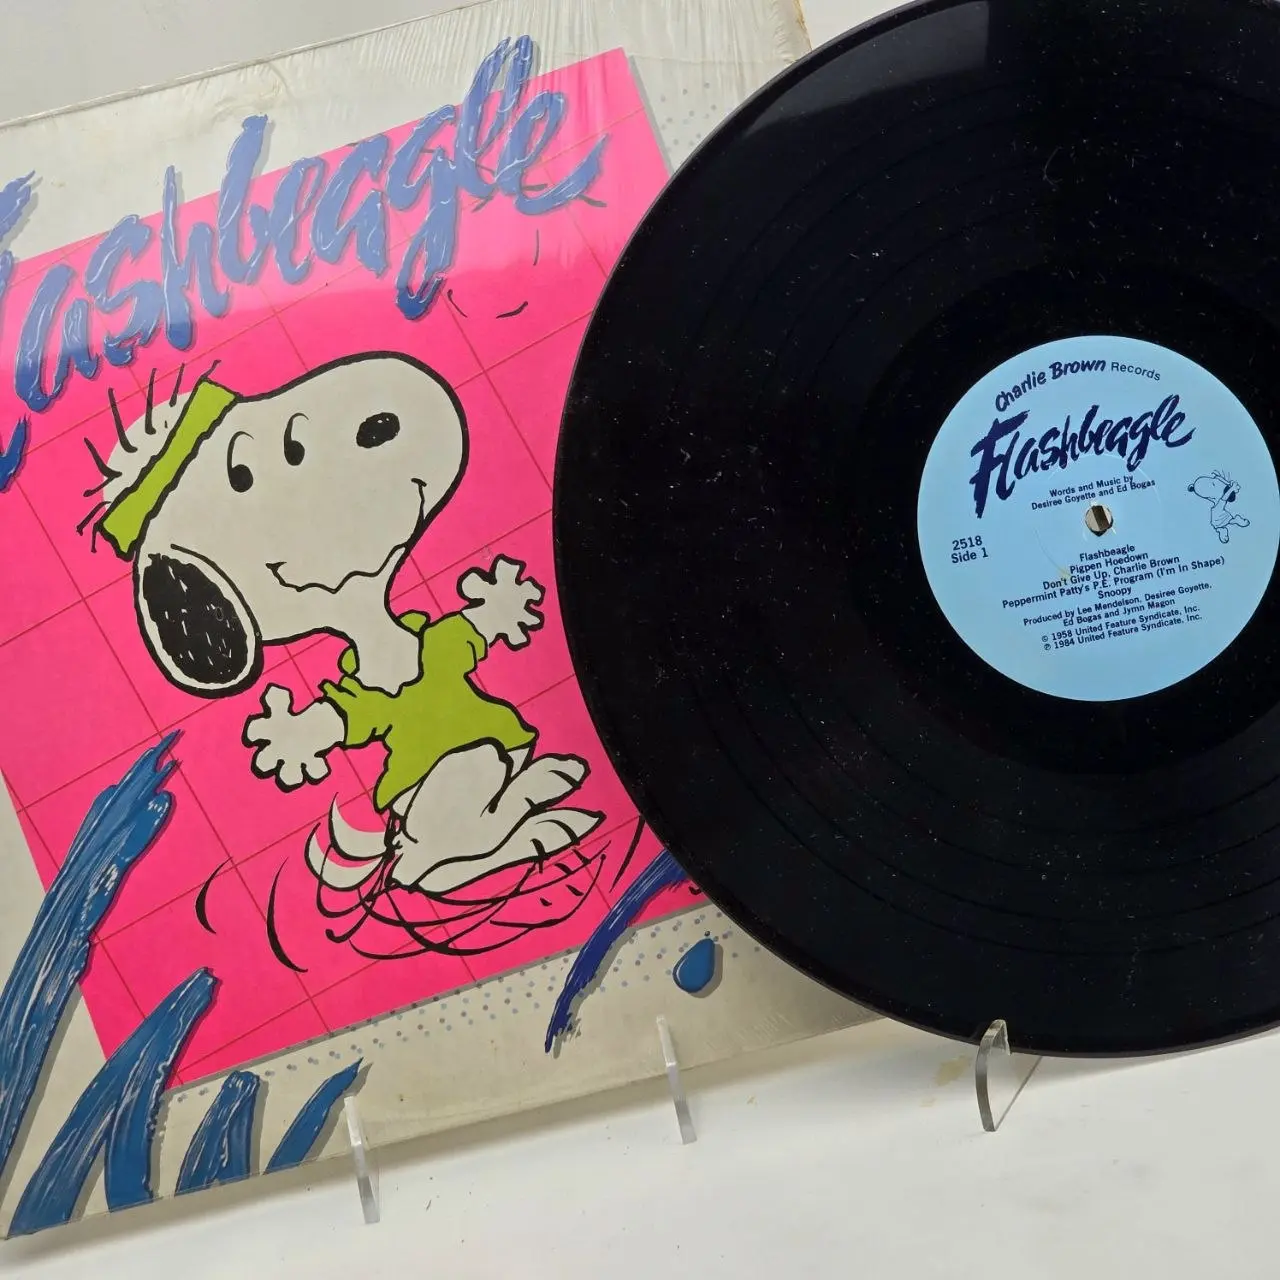 Flashbeagle
Charlie Brown Records
Flashbeagle
Words and Music by
Desiree Goyette and Ed Bogas
2518
Side 1
Flashbeagle
Pigpen Hoedown
Don't Give Up, Charlie Brown
Peppermint Patty's P.E. Program (I'm In Shape)
Snoopy
Produced by Lee Mendelson, Desiree Goyette,
Ed Bogas and Jymn Magon
© 1958 United Feature Syndicate, Inc.
℗ 1984 United Feature Syndicate, Inc.